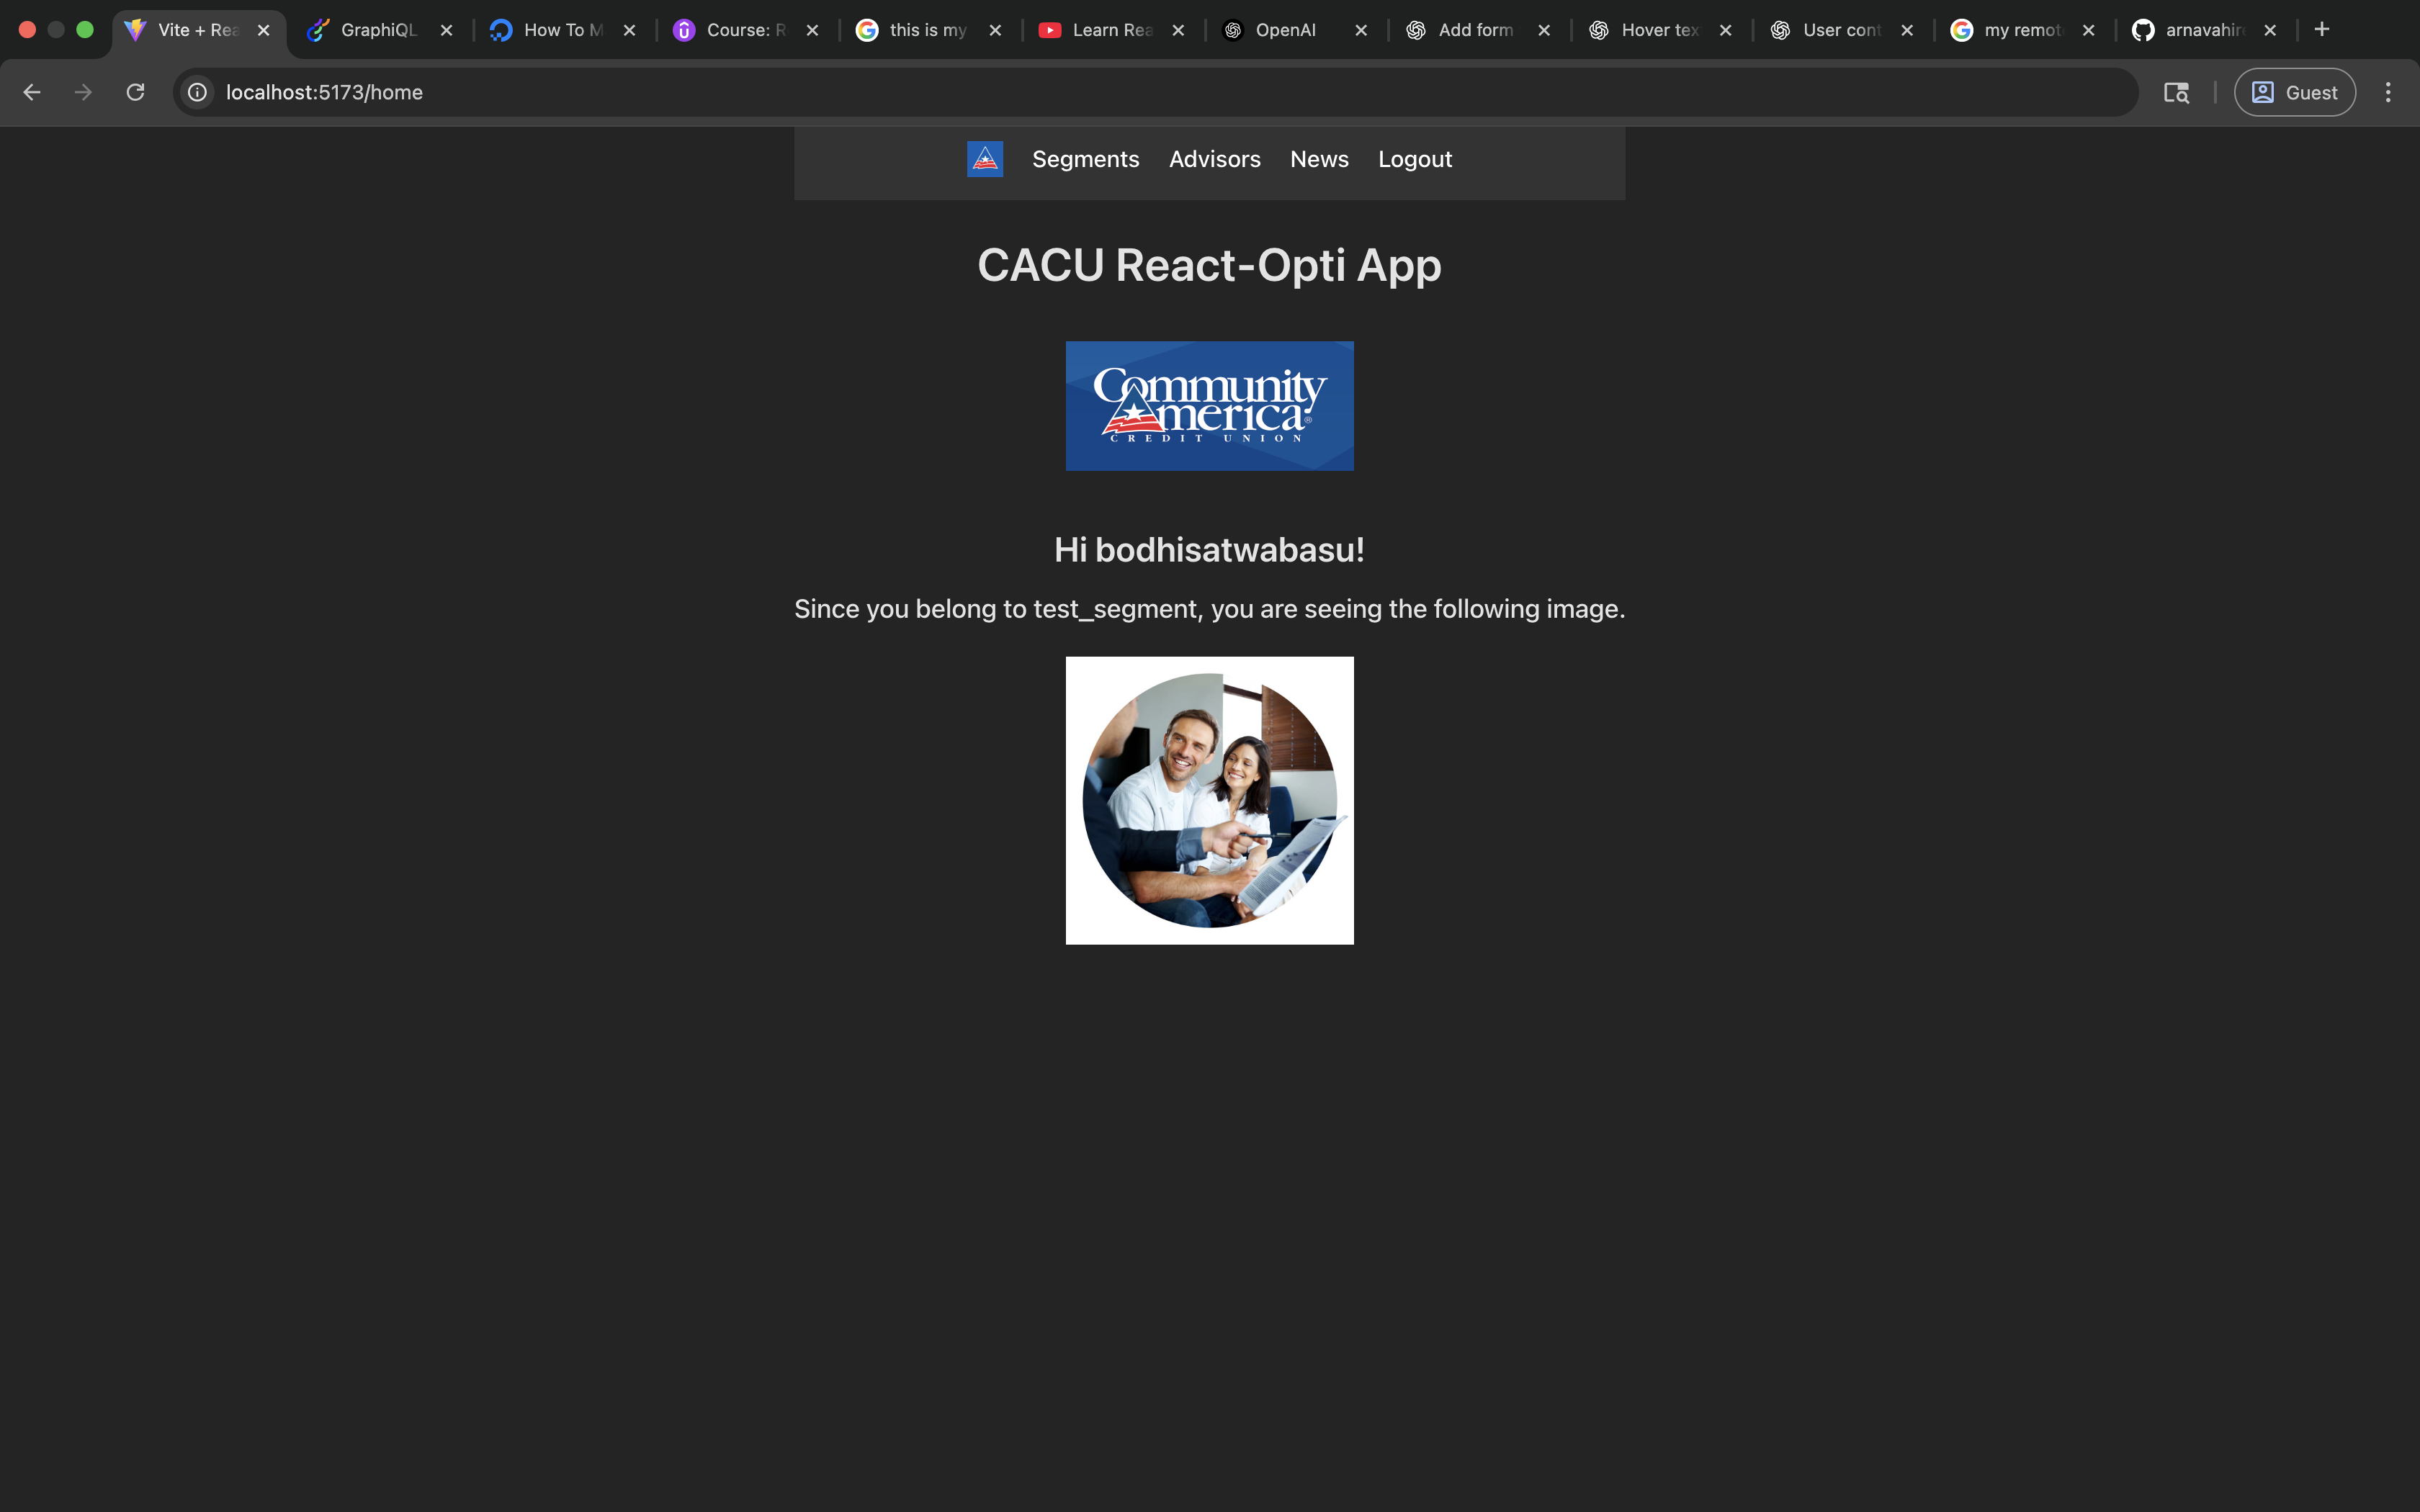 Vite + Rea
GraphiQL
How To M
Course: R
this is my
Learn Rea
OpenAI
Add form
Hover tex
User cont
my remot
arnavahir
localhost:5173/home
Guest
Segments Advisors News Logout
CACU React-Opti App
Community
America®
CREDIT UNION
Hi bodhisatwabasu!
Since you belong to test_segment, you are seeing the following image.